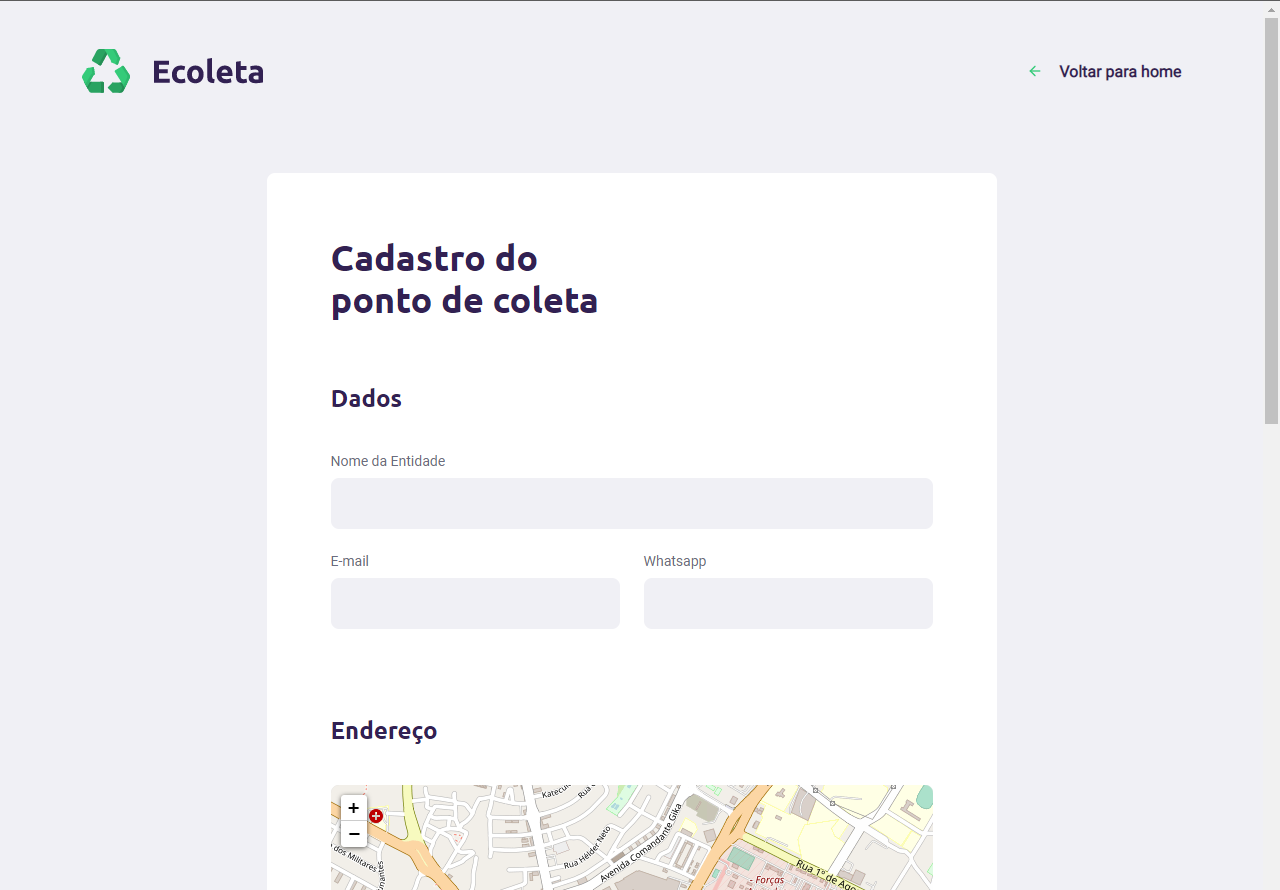 Ecoleta
Voltar para home
Cadastro do
ponto de coleta
Dados
Nome da Entidade
E-mail
Whatsapp
Endereço
+
−
Rua Hélder Neto
Avenida Comandante Gika
Rua 1º de Ago
dos Militares
- Forças